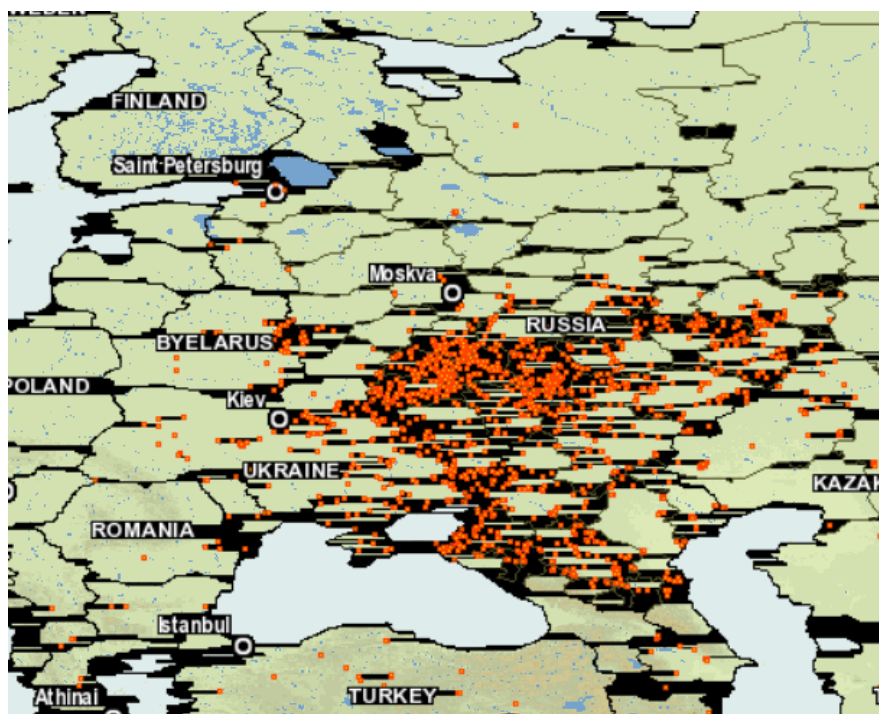 FINLAND
Saint-Petersburg
Moskva
RUSSIA
BYELARUS
POLAND
Kiev
UKRAINE
KAZAK
ROMANIA
Istanbul
Athinai
TURKEY